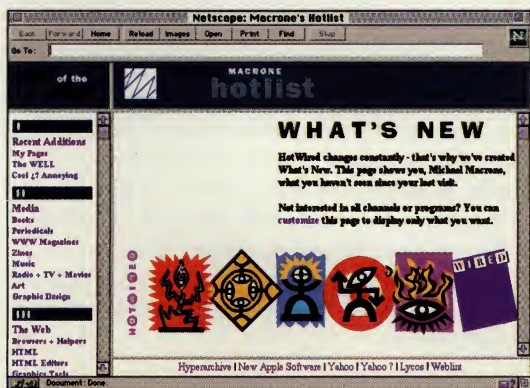 Netscape: Macrone's Hotlist
Back Forward Home Reload Images Open Print Find Stop
Go To:
of the
MACRONE
hotlist
I
Recent Additions
My Pages
The WELL
Cool ¿? Annoying
II
Media
Books
Periodicals
WWW Magazines
Zines
Music
Radio + TV + Movies
Art
Graphic Design
III
The Web
Browsers + Helpers
HTML
HTML Editors
Graphics Tools
WHAT'S NEW
HotWired changes constantly - that's why we've created
What's New. This page shows you, Michael Macrone,
what you haven't seen since your last visit.
Not interested in all channels or programs? You can
customize this page to display only what you want.
HOTWIRED
WIRED
Hyperarchive | New Apple Software | Yahoo | Yahoo ? | Lycos | Weblint
Document: Done.